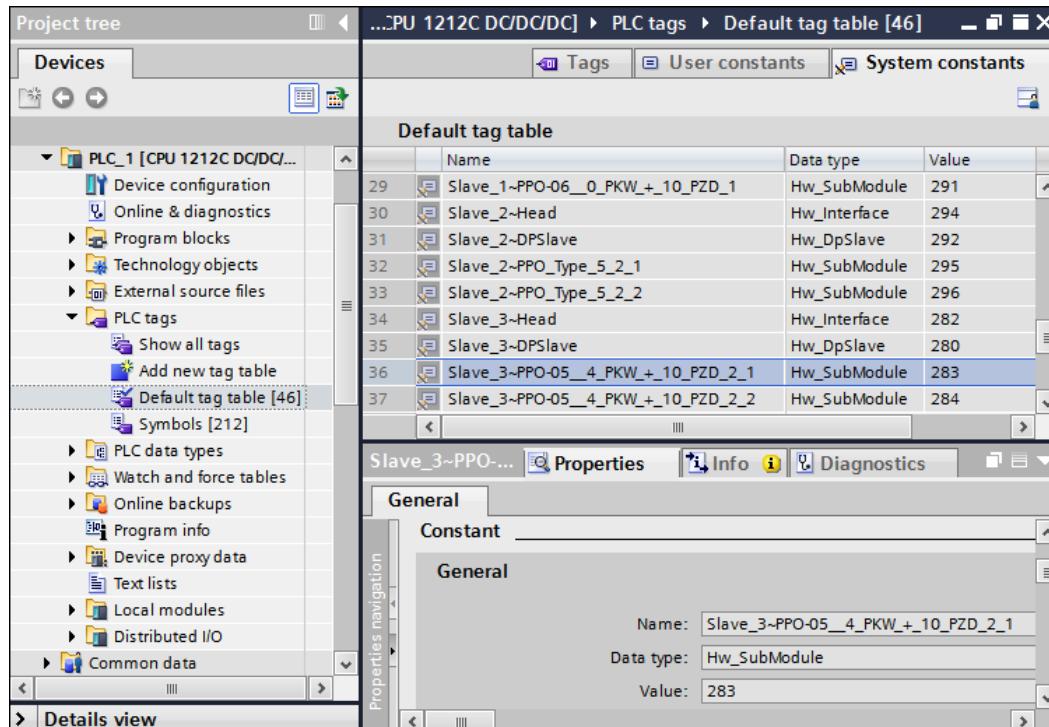 Project tree
Devices
PLC_1 [CPU 1212C DC/DC/...
Device configuration
Online & diagnostics
Program blocks
Technology objects
External source files
PLC tags
Show all tags
Add new tag table
Default tag table [46]
Symbols [212]
PLC data types
Watch and force tables
Online backups
Program info
Device proxy data
Text lists
Local modules
Distributed I/O
Common data
Details view
...CPU 1212C DC/DC/DC] PLC tags Default tag table [46]
Tags User constants System constants
Default tag table
Name Data type Value
29 Slave_1~PPO-06__0_PKW_+_10_PZD_1 Hw_SubModule 291
30 Slave_2~Head Hw_Interface 294
31 Slave_2~DPSlave Hw_DpSlave 292
32 Slave_2~PPO_Type_5_2_1 Hw_SubModule 295
33 Slave_2~PPO_Type_5_2_2 Hw_SubModule 296
34 Slave_3~Head Hw_Interface 282
35 Slave_3~DPSlave Hw_DpSlave 280
36 Slave_3~PPO-05__4_PKW_+_10_PZD_2_1 Hw_SubModule 283
37 Slave_3~PPO-05__4_PKW_+_10_PZD_2_2 Hw_SubModule 284
Slave_3~PPO-... Properties Info Diagnostics
General
Properties navigation
Constant
General
Name: Slave_3~PPO-05__4_PKW_+_10_PZD_2_1
Data type: Hw_SubModule
Value: 283